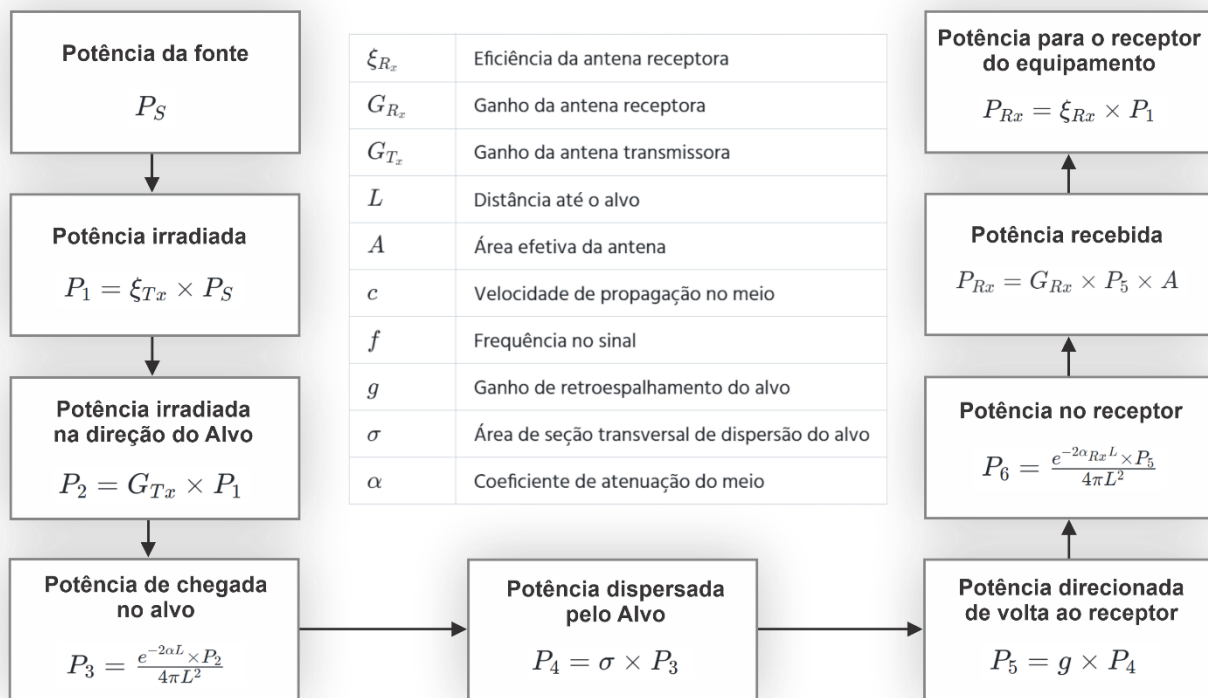 Potência da fonte
P_S
Potência irradiada
P_1 = ξ_{Tx} × P_S
Potência irradiada
na direção do Alvo
P_2 = G_{Tx} × P_1
Potência de chegada
no alvo
P_3 = \frac{e^{-2αL} × P_2}{4πL^2}
ξ_{R_x} Eficiência da antena receptora
G_{R_x} Ganho da antena receptora
G_{T_x} Ganho da antena transmissora
L Distância até o alvo
A Área efetiva da antena
c Velocidade de propagação no meio
f Frequência no sinal
g Ganho de retroespalhamento do alvo
σ Área de seção transversal de dispersão do alvo
α Coeficiente de atenuação do meio
Potência dispersada
pelo Alvo
P_4 = σ × P_3
Potência para o receptor
do equipamento
P_{Rx} = ξ_{Rx} × P_1
Potência recebida
P_{Rx} = G_{Rx} × P_5 × A
Potência no receptor
P_6 = \frac{e^{-2α_{Rx}L} × P_5}{4πL^2}
Potência direcionada
de volta ao receptor
P_5 = g × P_4